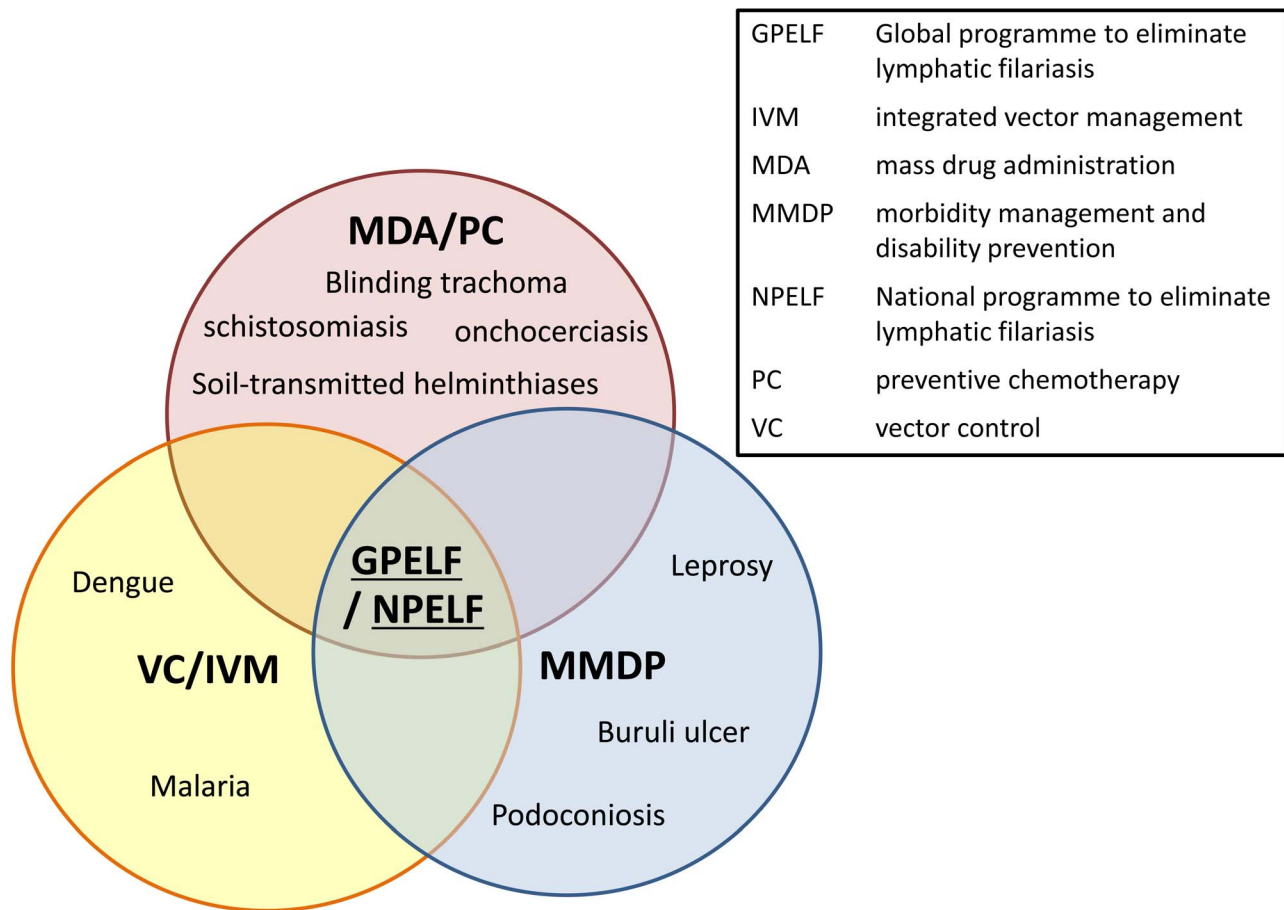 GPELF Global programme to eliminate
lymphatic filariasis
IVM integrated vector management
MDA mass drug administration
MMDP morbidity management and
disability prevention
NPELF National programme to eliminate
lymphatic filariasis
PC preventive chemotherapy
VC vector control
MDA/PC
Blinding trachoma
schistosomiasis onchocerciasis
Soil-transmitted helminthiases
GPELF
/ NPELF
Dengue
VC/IVM
Malaria
Leprosy
MMDP
Buruli ulcer
Podoconiosis